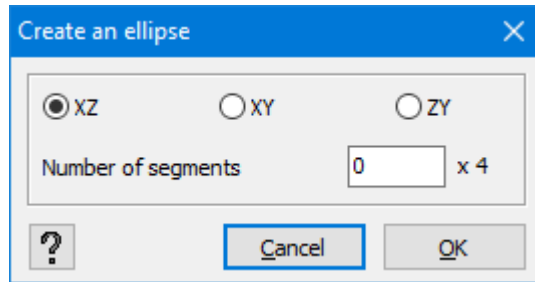 Create an ellipse
XZ XY ZY
Number of segments 0 x 4
? Cancel OK